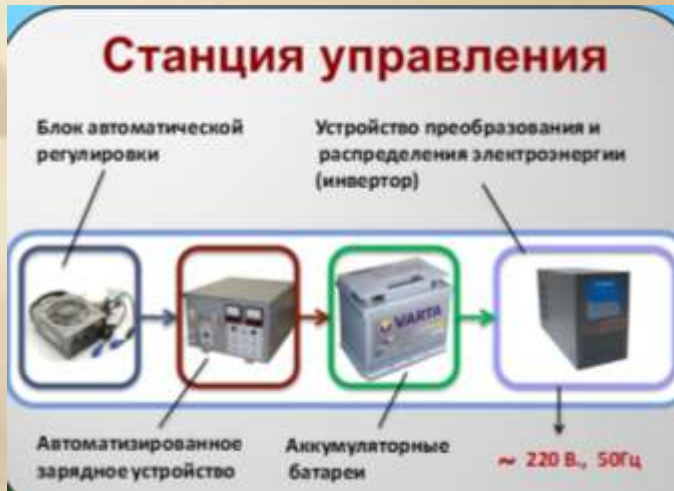 Станция управления
Блок автоматической
регулировки
Устройство преобразования и
распределения электроэнергии
(инвертор)
VARTA
Автоматизированное
зарядное устройство
Аккумуляторные
батареи
~ 220 В., 50Гц